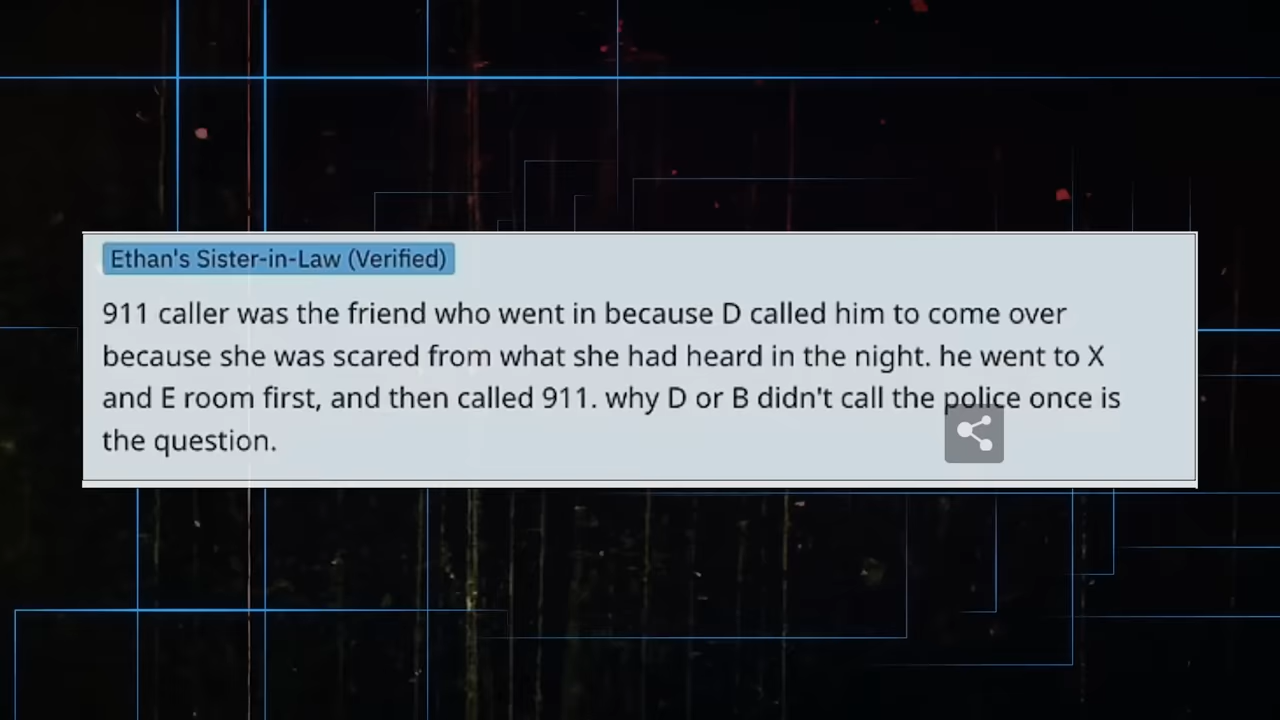 Ethan's Sister-in-Law (Verified)
911 caller was the friend who went in because D called him to come over
because she was scared from what she had heard in the night. he went to X
and E room first, and then called 911. why D or B didn't call the police once is
the question.